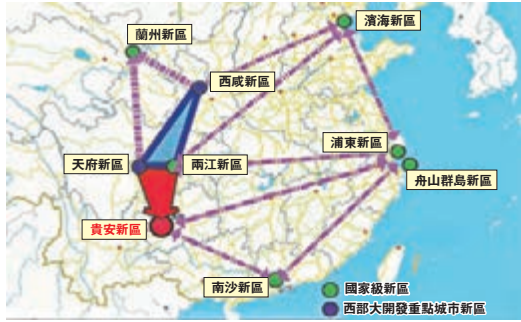 濱海新區
蘭州新區
西咸新區
浦東新區
天府新區
兩江新區
舟山群島新區
貴安新區
南沙新區
國家級新區
西部大開發重點城市新區